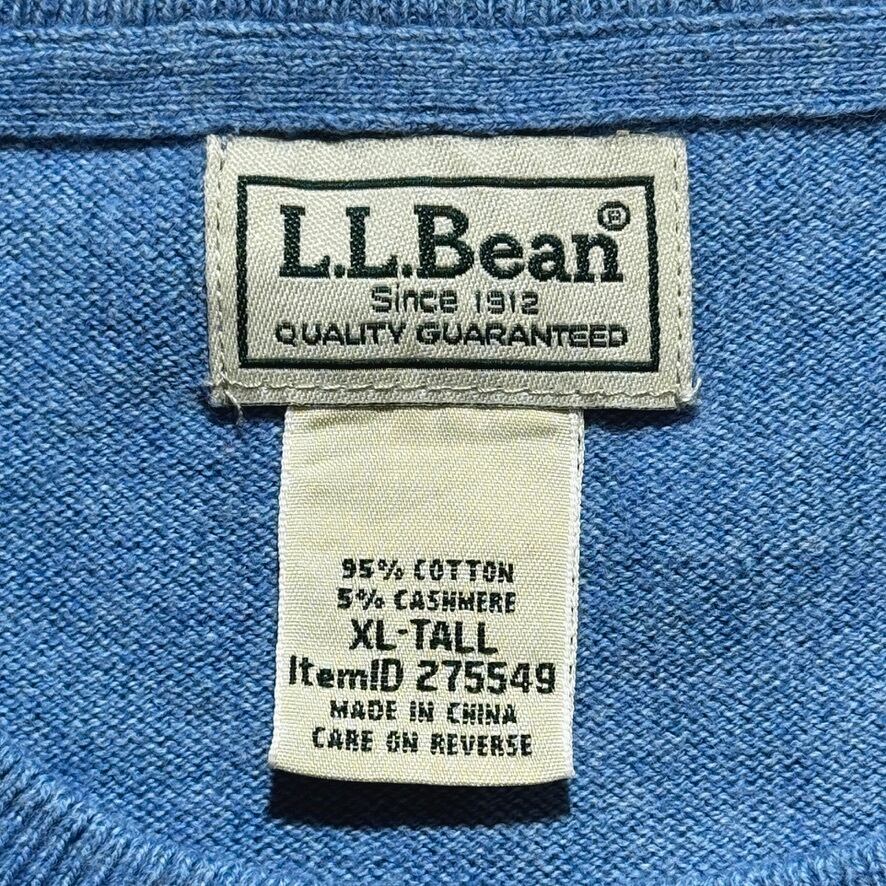 L.L.Bean®
Since 1912
QUALITY GUARANTEED
95% COTTON
5% CASHMERE
XL-TALL
ItemID 275549
MADE IN CHINA
CARE ON REVERSE